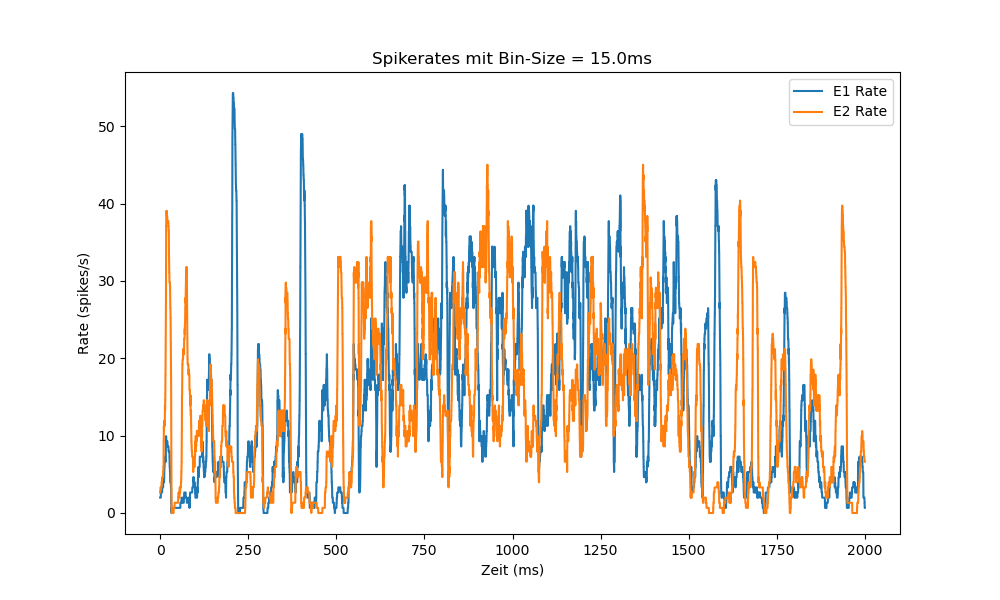 Spikerates mit Bin-Size = 15.0ms
E1 Rate
E2 Rate
50
40
30
20
10
0
Rate (spikes/s)
0 250 500 750 1000 1250 1500 1750 2000
Zeit (ms)